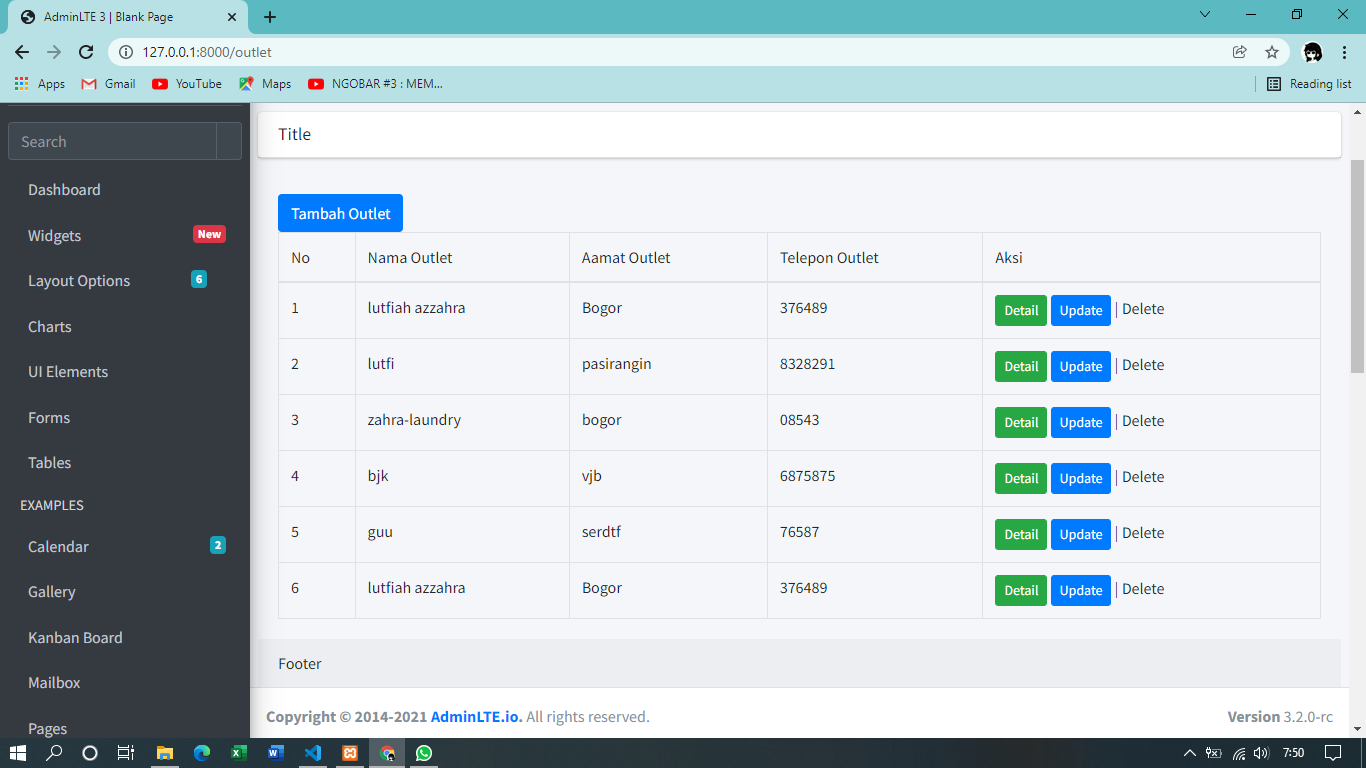 AdminLTE 3 | Blank Page
127.0.0.1:8000/outlet
Apps Gmail YouTube Maps NGOBAR #3 : MEM... Reading list
Search
Dashboard
Widgets New
Layout Options 6
Charts
UI Elements
Forms
Tables
EXAMPLES
Calendar 2
Gallery
Kanban Board
Mailbox
Pages
Title
Tambah Outlet
No Nama Outlet Aamat Outlet Telepon Outlet Aksi
1 lutfiah azzahra Bogor 376489 Detail Update | Delete
2 lutfi pasirangin 8328291 Detail Update | Delete
3 zahra-laundry bogor 08543 Detail Update | Delete
4 bjk vjb 6875875 Detail Update | Delete
5 guu serdtf 76587 Detail Update | Delete
6 lutfiah azzahra Bogor 376489 Detail Update | Delete
Footer
Copyright © 2014-2021 AdminLTE.io. All rights reserved. Version 3.2.0-rc
7:50